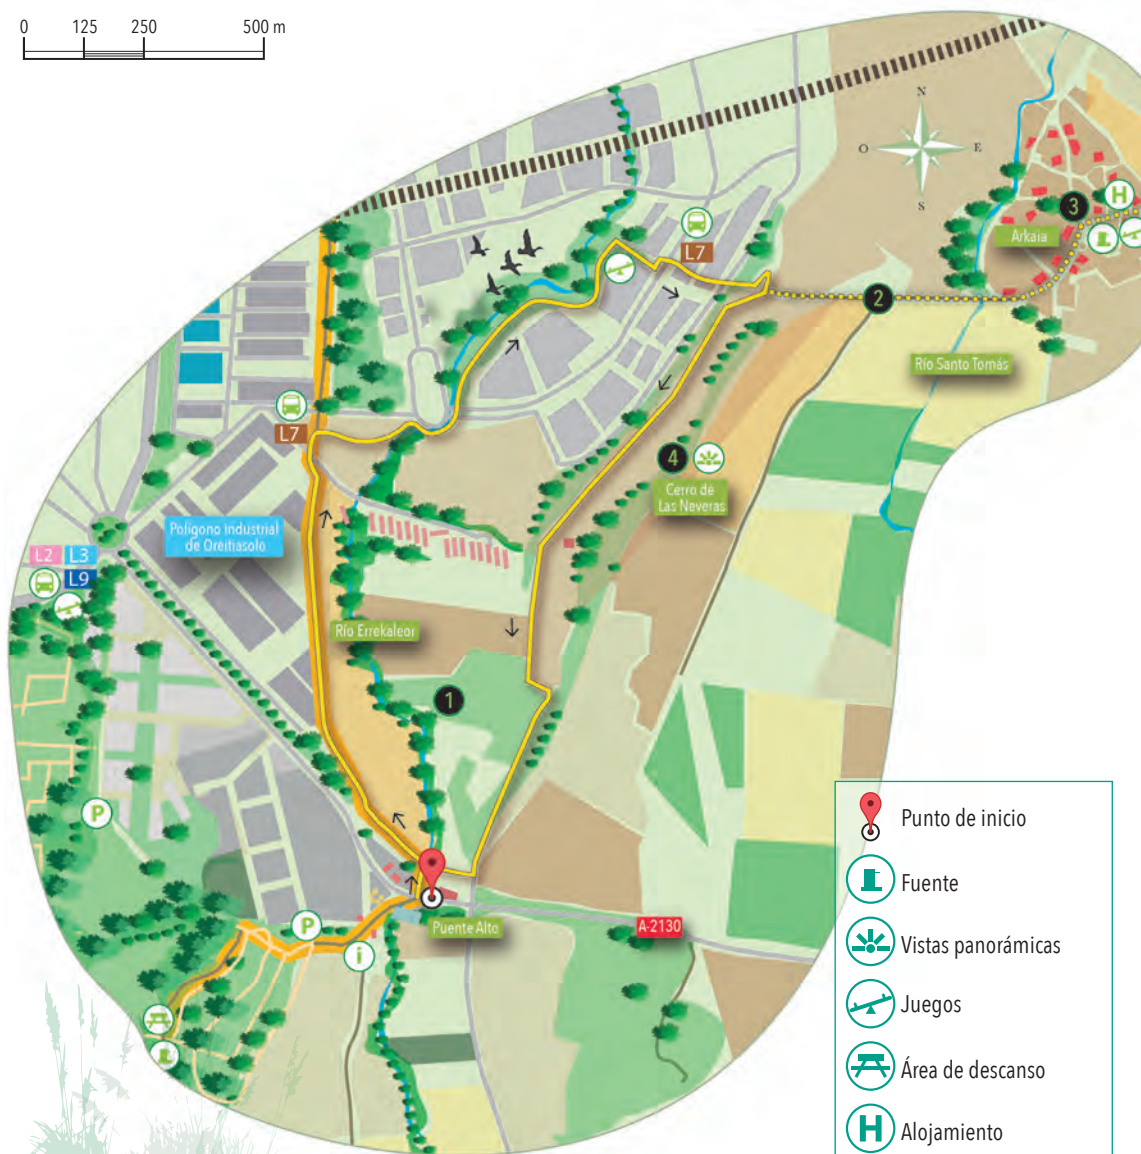 0
125
250
500 m
N
O
E
S
L7
3
H
Arkaia
2
Río Santo Tomás
L7
4
Cerro de
Las Neveras
Polígono industrial
de Oreitiasolo
L2
L3
L9
Río Errekaleor
1
P
P
i
Puente Alto
A-2130
Punto de inicio
Fuente
Vistas panorámicas
Juegos
Área de descanso
H
Alojamiento